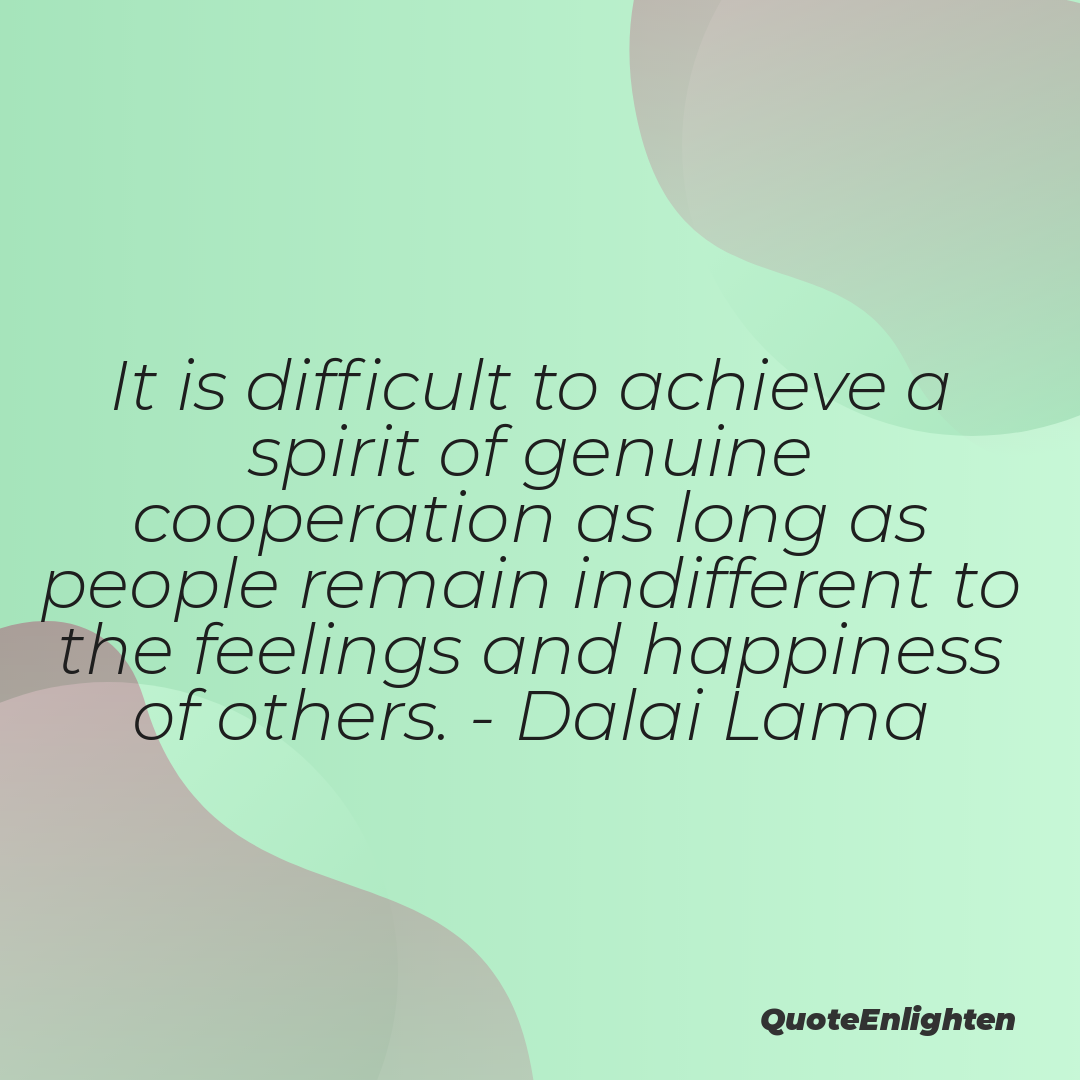 It is difficult to achieve a
spirit of genuine
cooperation as long as
people remain indifferent to
the feelings and happiness
of others. - Dalai Lama
QuoteEnlighten